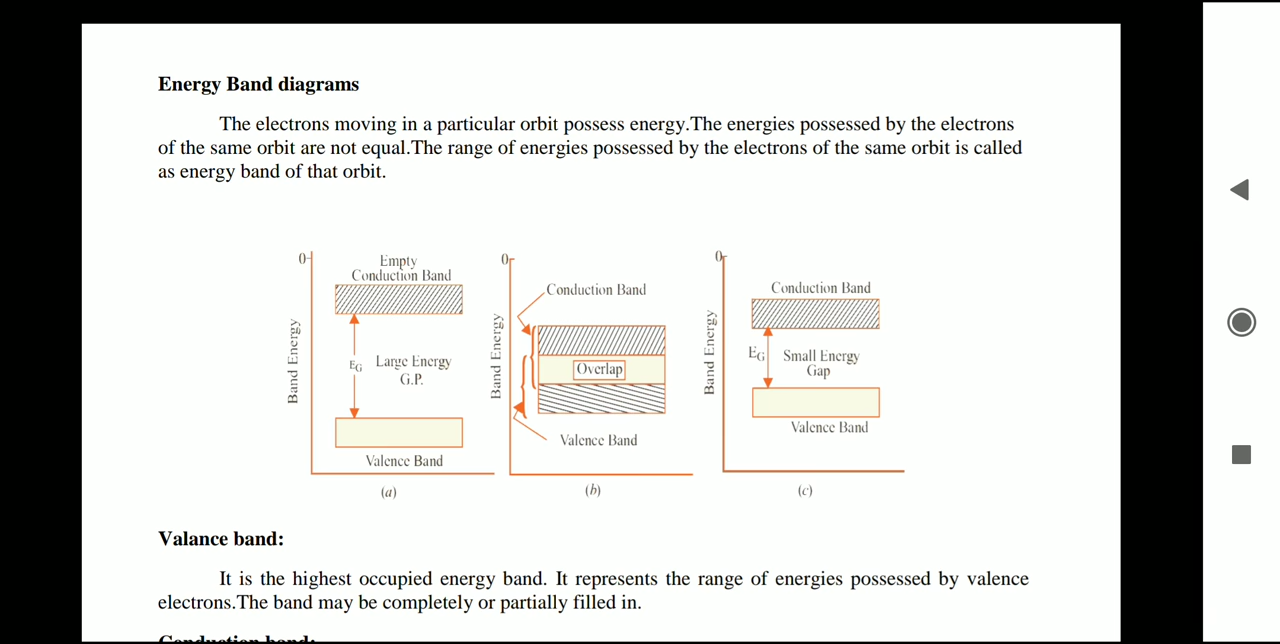 Energy Band diagrams
The electrons moving in a particular orbit possess energy.The energies possessed by the electrons
of the same orbit are not equal.The range of energies possessed by the electrons of the same orbit is called
as energy band of that orbit.
0
Empty
Conduction Band
Band Energy
EG
Large Energy
G.P.
Valence Band
(a)
0
Conduction Band
Band Energy
Overlap
Valence Band
(b)
0
Conduction Band
Band Energy
EG
Small Energy
Gap
Valence Band
(c)
Valance band:
It is the highest occupied energy band. It represents the range of energies possessed by valence
electrons.The band may be completely or partially filled in.
Conduction band: